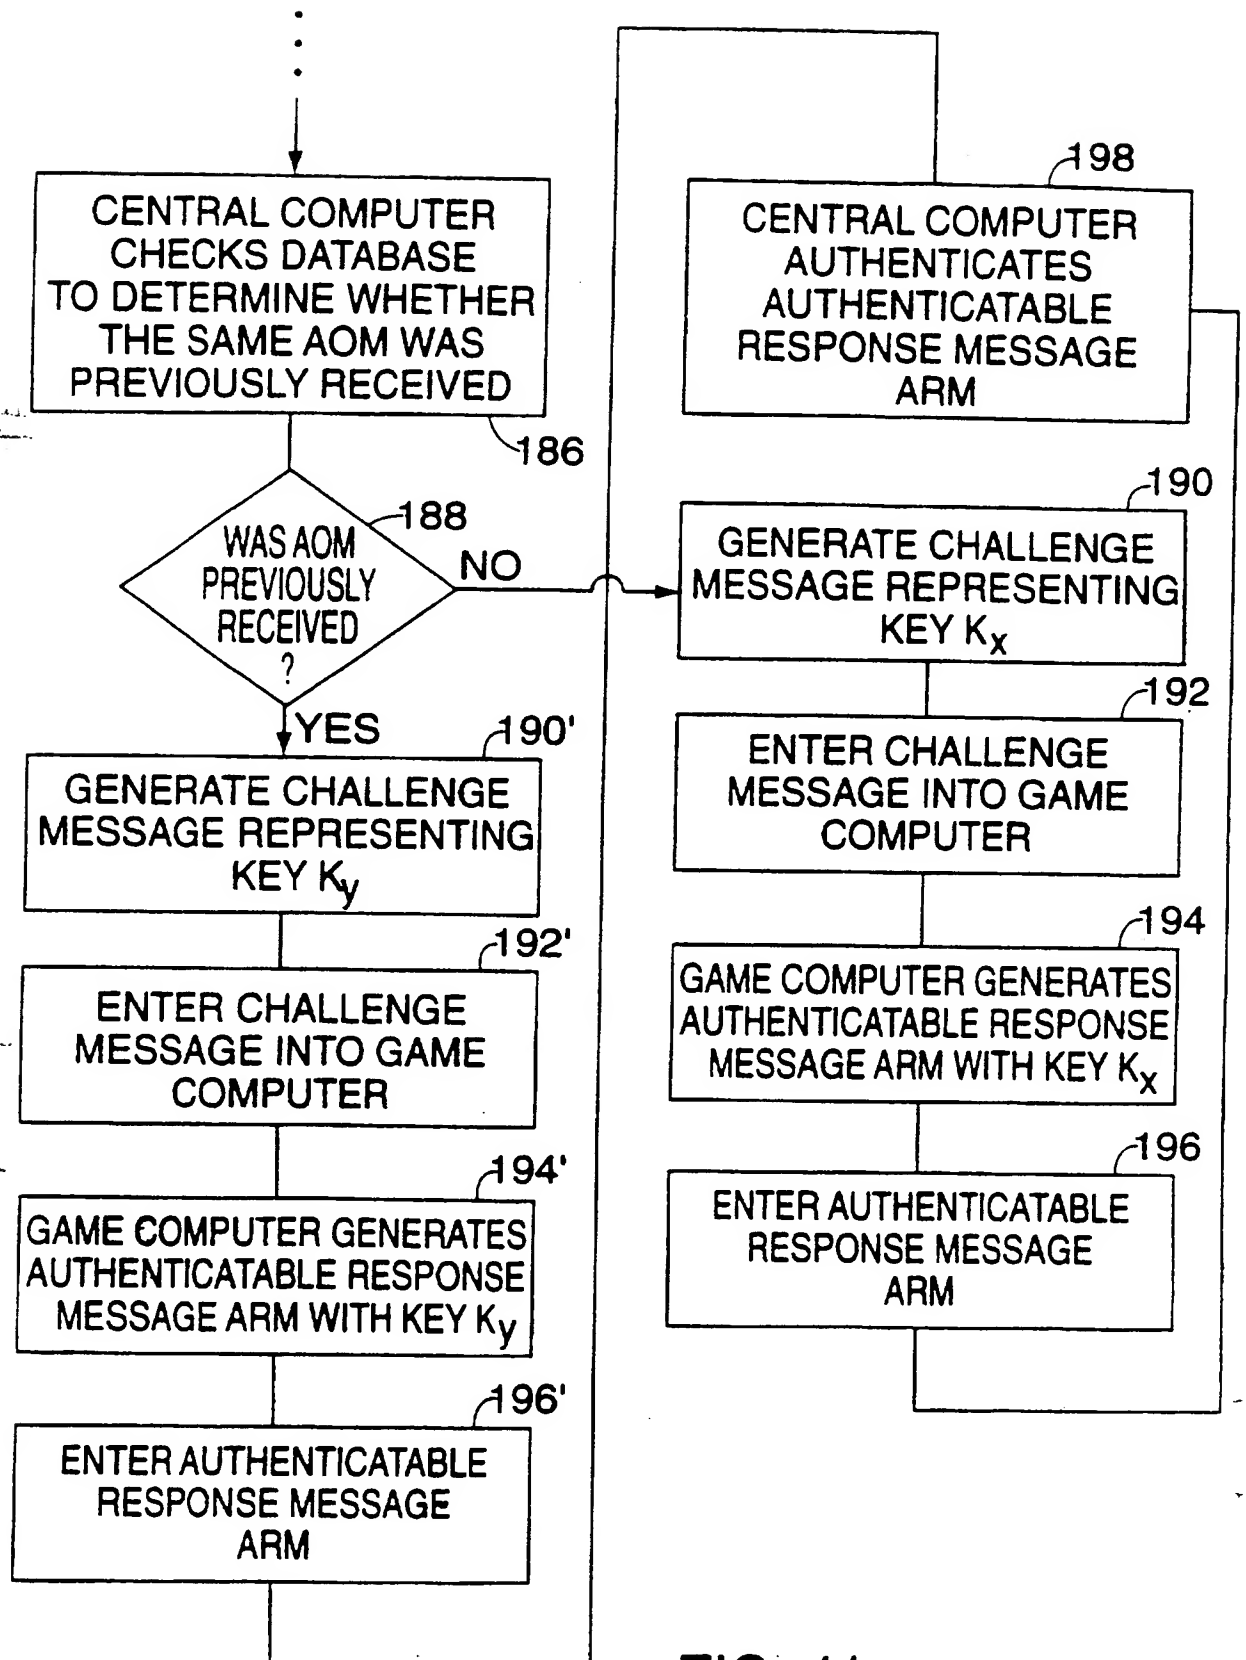 CENTRAL COMPUTER
CHECKS DATABASE
TO DETERMINE WHETHER
THE SAME AOM WAS
PREVIOUSLY RECEIVED
186
188
WAS AOM
PREVIOUSLY
RECEIVED
?
NO
YES
190'
GENERATE CHALLENGE
MESSAGE REPRESENTING
KEY Ky
192'
ENTER CHALLENGE
MESSAGE INTO GAME
COMPUTER
194'
GAME COMPUTER GENERATES
AUTHENTICATABLE RESPONSE
MESSAGE ARM WITH KEY Ky
196'
ENTER AUTHENTICATABLE
RESPONSE MESSAGE
ARM
198
CENTRAL COMPUTER
AUTHENTICATES
AUTHENTICATABLE
RESPONSE MESSAGE
ARM
190
GENERATE CHALLENGE
MESSAGE REPRESENTING
KEY Kx
192
ENTER CHALLENGE
MESSAGE INTO GAME
COMPUTER
194
GAME COMPUTER GENERATES
AUTHENTICATABLE RESPONSE
MESSAGE ARM WITH KEY Kx
196
ENTER AUTHENTICATABLE
RESPONSE MESSAGE
ARM